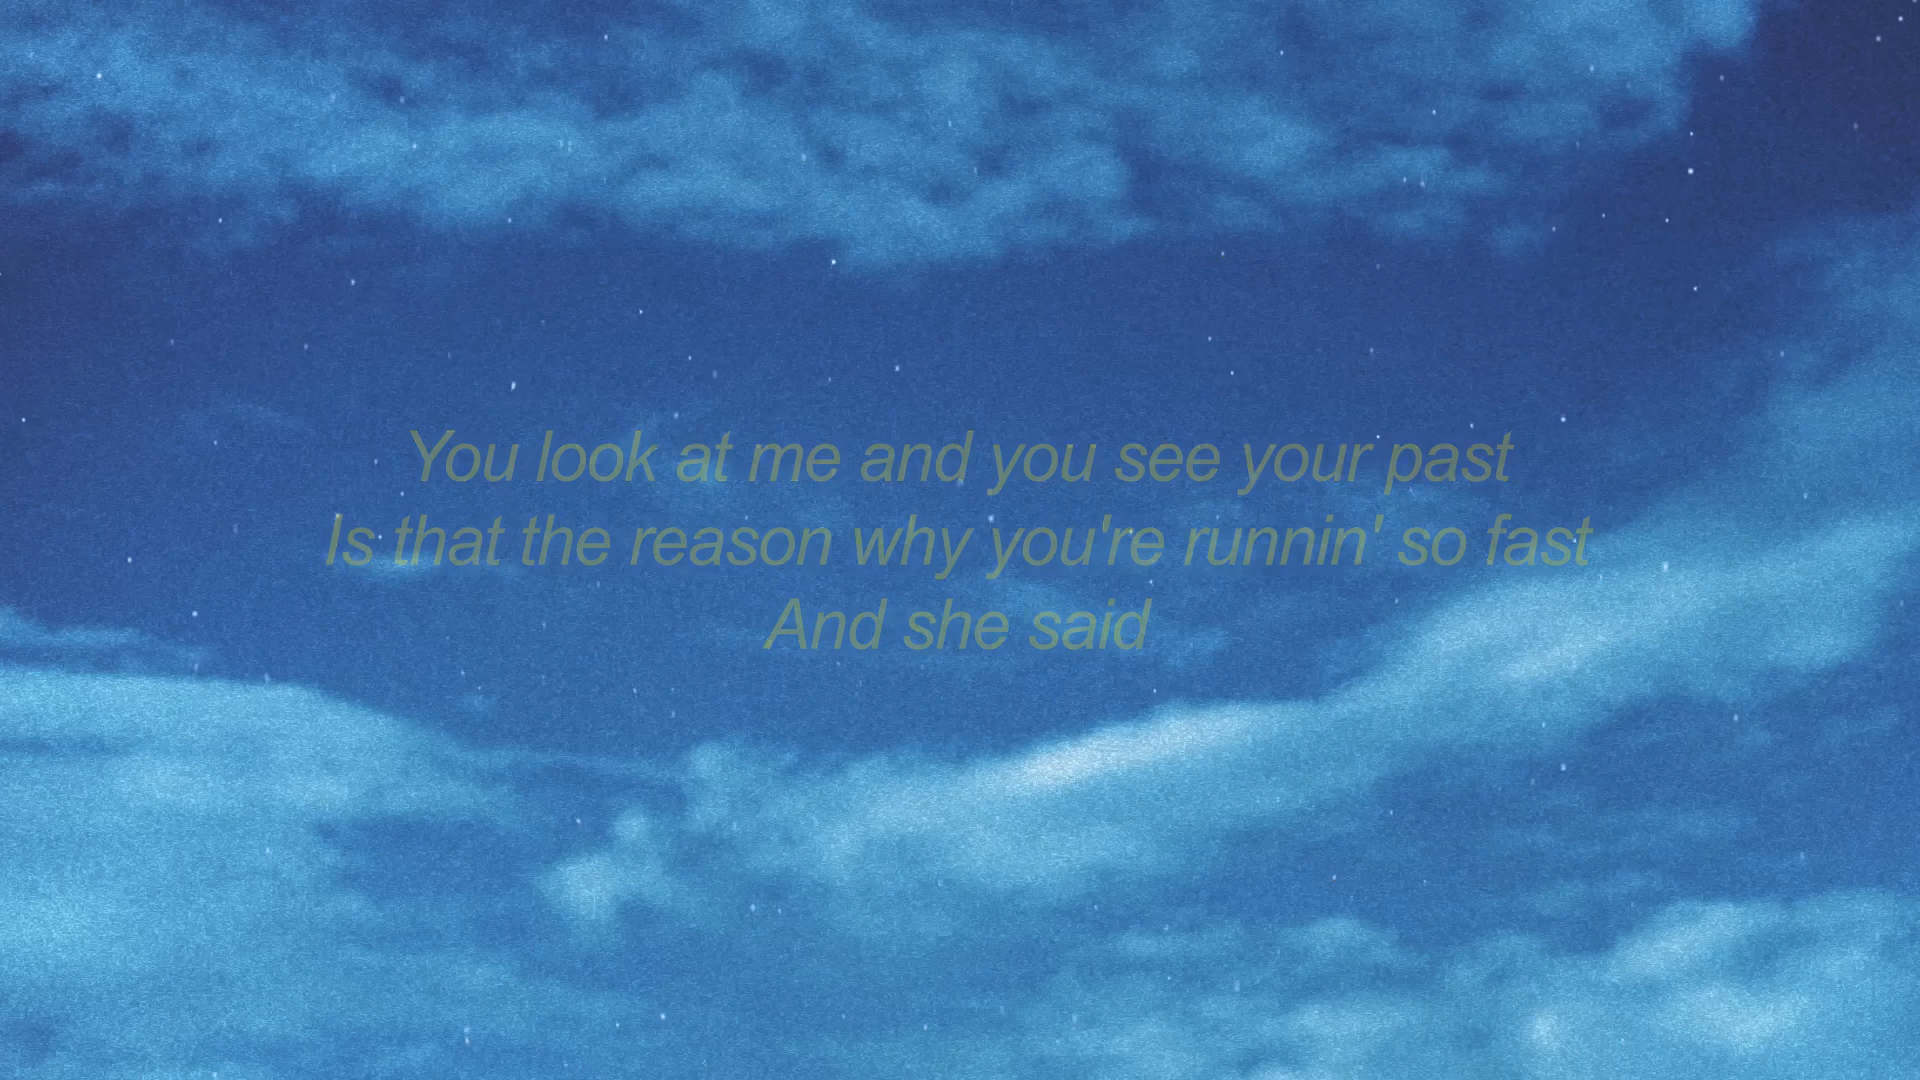 You look at me and you see your past
Is that the reason why you're runnin' so fast
And she said